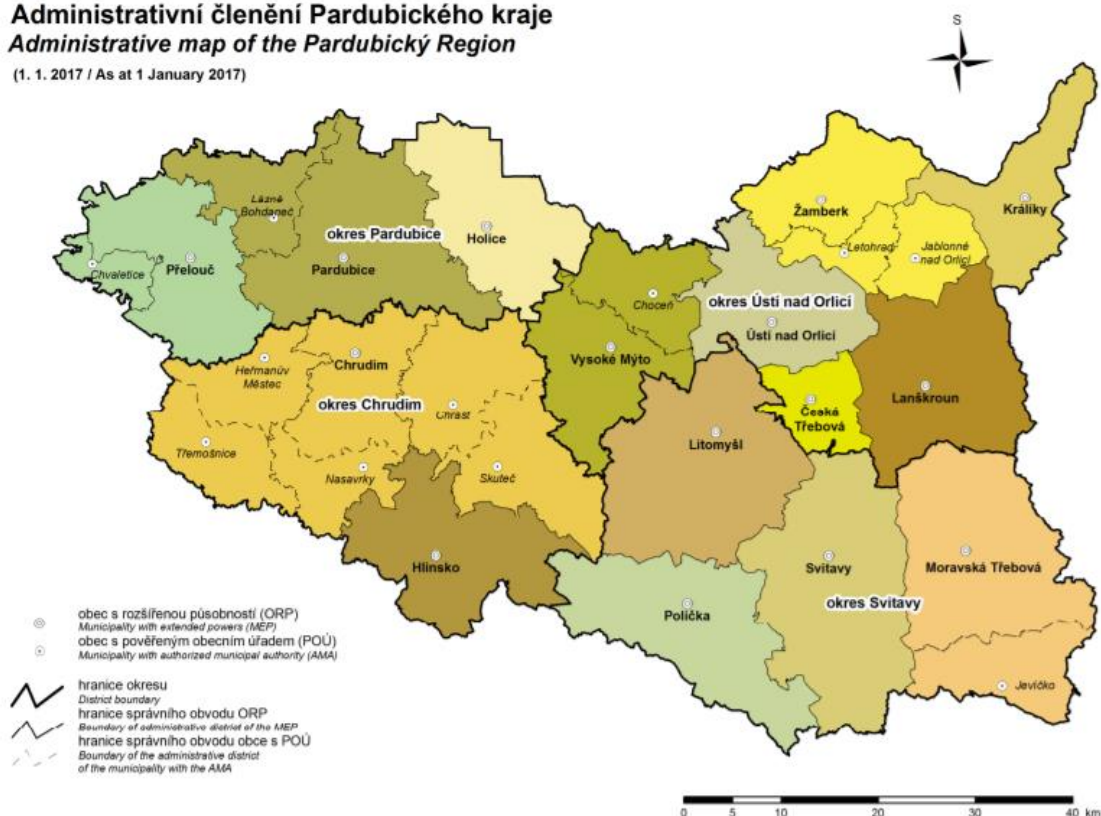 Administrativní členění Pardubického kraje
Administrative map of the Pardubický Region
(1. 1. 2017 / As at 1 January 2017)
S
Lázně
Bohdaneč
okres Pardubice
Holice
Chvaletice
Přelouč
Pardubice
Žamberk
Králíky
Letohrad
Jablonné
nad Orlicí
Choceň
okres Ústí nad Orlicí
Ústí nad Orlicí
Vysoké Mýto
Heřmanův
Městec
Chrudim
okres Chrudim
Chrast
Česká
Třebová
Lanškroun
Litomyšl
Třemošnice
Nasavrky
Skuteč
Hlinsko
Svitavy
Moravská Třebová
okres Svitavy
Polička
Jevíčko
obec s rozšířenou působností (ORP)
Municipality with extended powers (MEP)
obec s pověřeným obecním úřadem (POÚ)
Municipality with authorized municipal authority (AMA)
hranice okresu
District boundary
hranice správního obvodu ORP
Boundary of administrative district of the MEP
hranice správního obvodu obce s POÚ
Boundary of the administrative district
of the municipality with the AMA
0 5 10 20 30 40 km